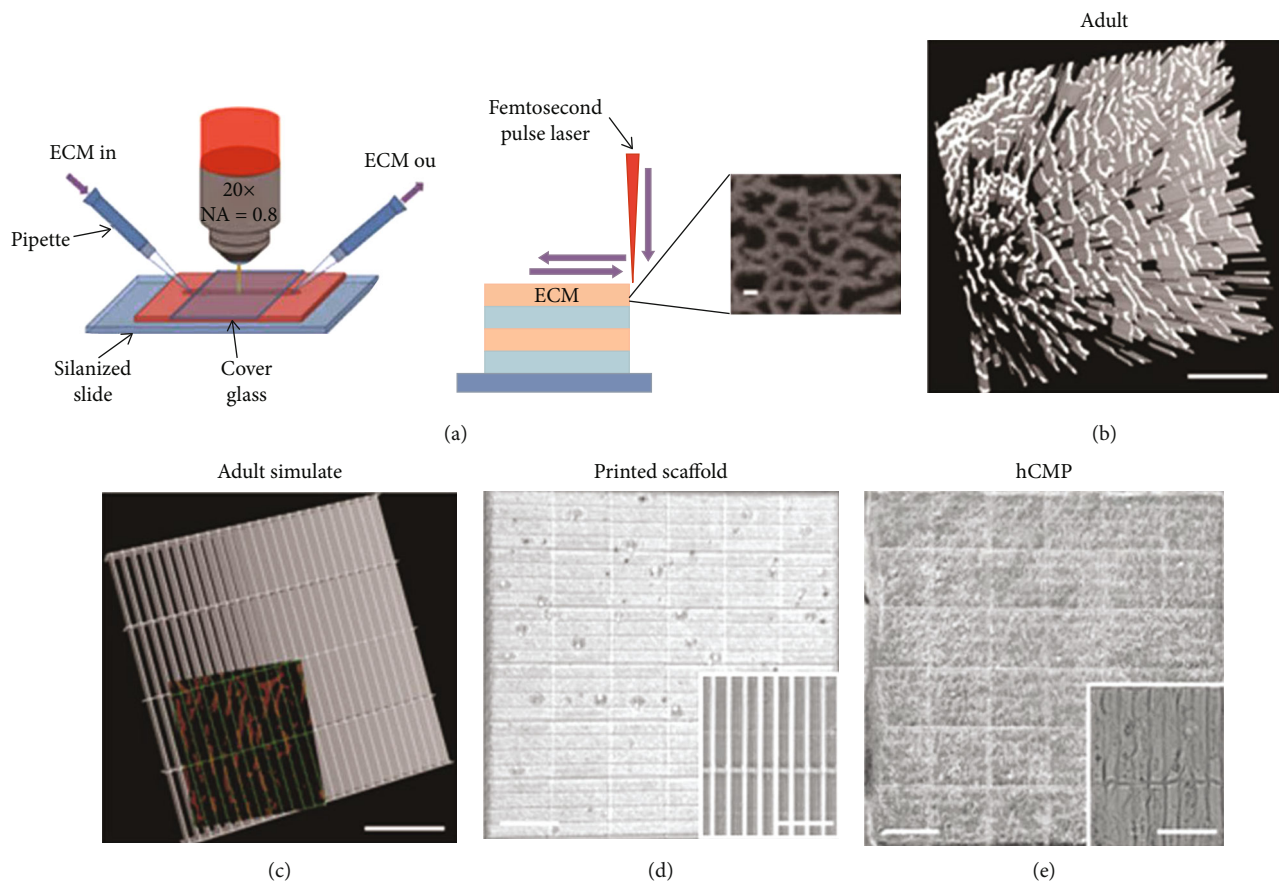 Adult
ECM in
20×
NA = 0.8
ECM ou
Pipette
Silanized
slide
Cover
glass
Femtosecond
pulse laser
ECM
(a)
(b)
Adult simulate
Printed scaffold
hCMP
(c)
(d)
(e)